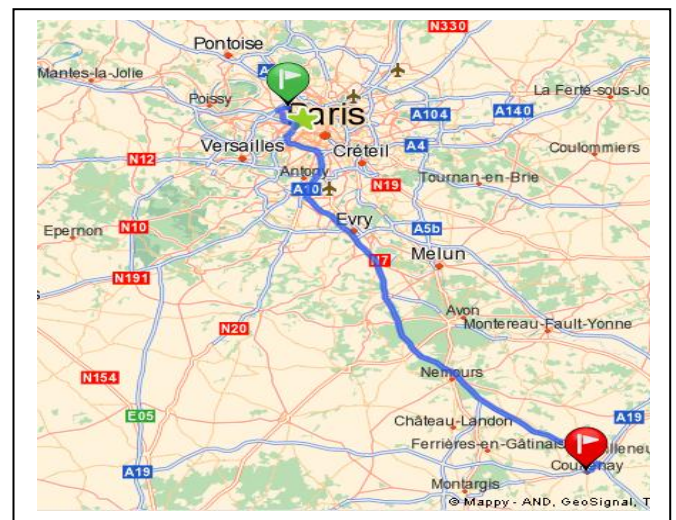 N330
Pontoise
Mantes-la-Jolie
La Ferté-sous-Jo
Poissy
Paris
A104
A140
Versailles
Créteil
A4
Coulommiers
N12
Antony
A10
N19
Tournan-en-Brie
Epernon
N10
Evry
A5b
N7
Melun
N191
Avon
Montereau-Fault-Yonne
N20
N154
Nemours
E05
Château-Landon
A19
Ferrières-en-Gâtinais
Courtenay
A19
Montargis
© Mappy - AND, GeoSignal, T